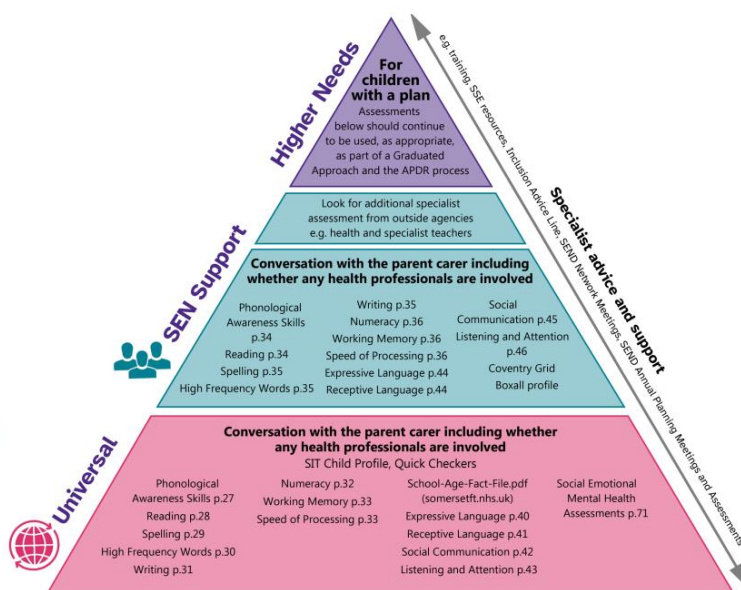 Higher Needs
For
children
with a plan
Assessments
below should continue
to be used, as appropriate,
as part of a Graduated
Approach and the APDR process
SEN Support
Look for additional specialist
assessment from outside agencies
e.g. health and specialist teachers
Conversation with the parent carer including
whether any health professionals are involved
Phonological
Awareness Skills
p.34
Reading p.34
Spelling p.35
High Frequency Words p.35
Writing p.35
Numeracy p.36
Working Memory p.36
Speed of Processing p.36
Expressive Language p.44
Receptive Language p.44
Social
Communication p.45
Listening and Attention
p.46
Coventry Grid
Boxall profile
Universal
Conversation with the parent carer including whether
any health professionals are involved
SIT Child Profile, Quick Checkers
Phonological
Awareness Skills p.27
Reading p.28
Spelling p.29
High Frequency Words p.30
Writing p.31
Numeracy p.32
Working Memory p.33
Speed of Processing p.33
School-Age-Fact-File.pdf
(somersetft.nhs.uk)
Expressive Language p.40
Receptive Language p.41
Social Communication p.42
Listening and Attention p.43
Social Emotional
Mental Health
Assessments p.71
Specialist advice and support
e.g. training, SSE resources, Inclusion Advice Line, SEND Network Meetings, SEND Annual Planning Meetings and Assessments